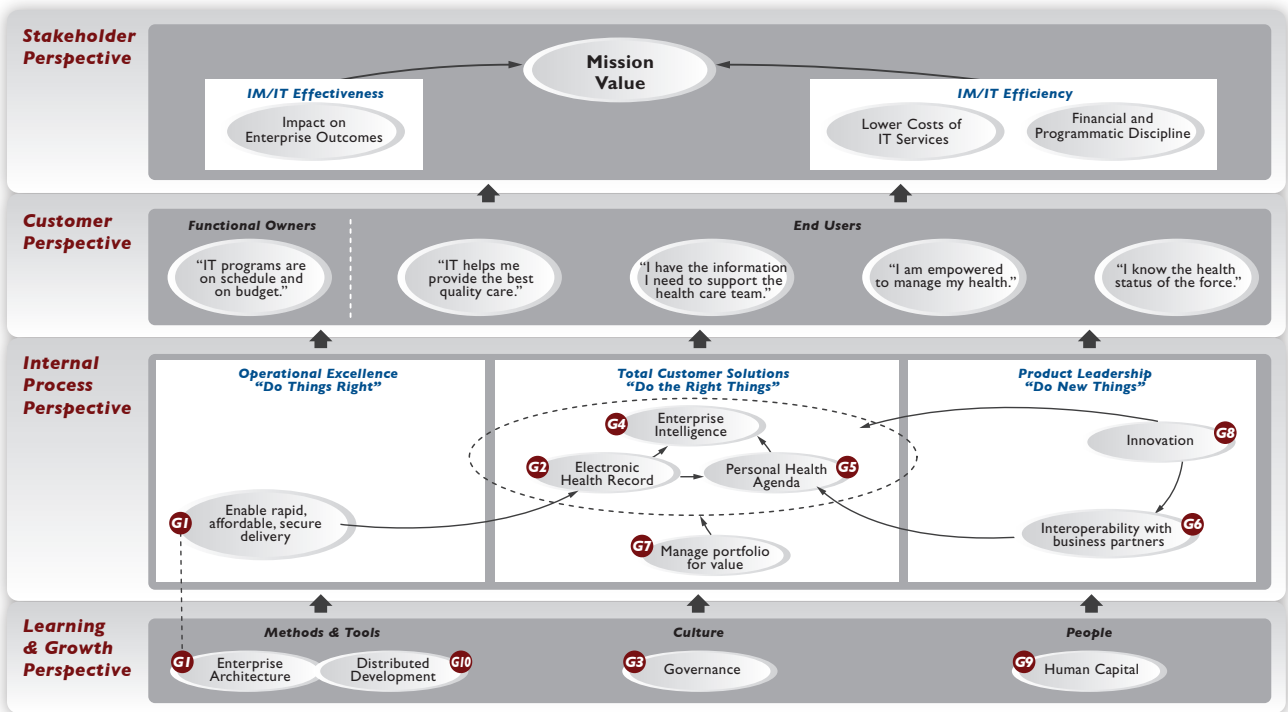 Stakeholder
Perspective
Mission
Value
IM/IT Effectiveness
Impact on
Enterprise Outcomes
IM/IT Efficiency
Lower Costs of
IT Services
Financial and
Programmatic Discipline
Customer
Perspective
Functional Owners
End Users
“IT programs are
on schedule and
on budget.”
“IT helps me
provide the best
quality care.”
“I have the information
I need to support the
health care team.”
“I am empowered
to manage my health.”
“I know the health
status of the force.”
Internal
Process
Perspective
Operational Excellence
“Do Things Right”
G1
Enable rapid,
affordable, secure
delivery
Total Customer Solutions
“Do the Right Things”
G4
Enterprise
Intelligence
G2
Electronic
Health Record
Personal Health
Agenda
G5
G7
Manage portfolio
for value
Product Leadership
“Do New Things”
Innovation
G8
Interoperability with
business partners
G6
Learning
& Growth
Perspective
Methods & Tools
G1
Enterprise
Architecture
Distributed
Development
G10
Culture
G3
Governance
People
G9
Human Capital